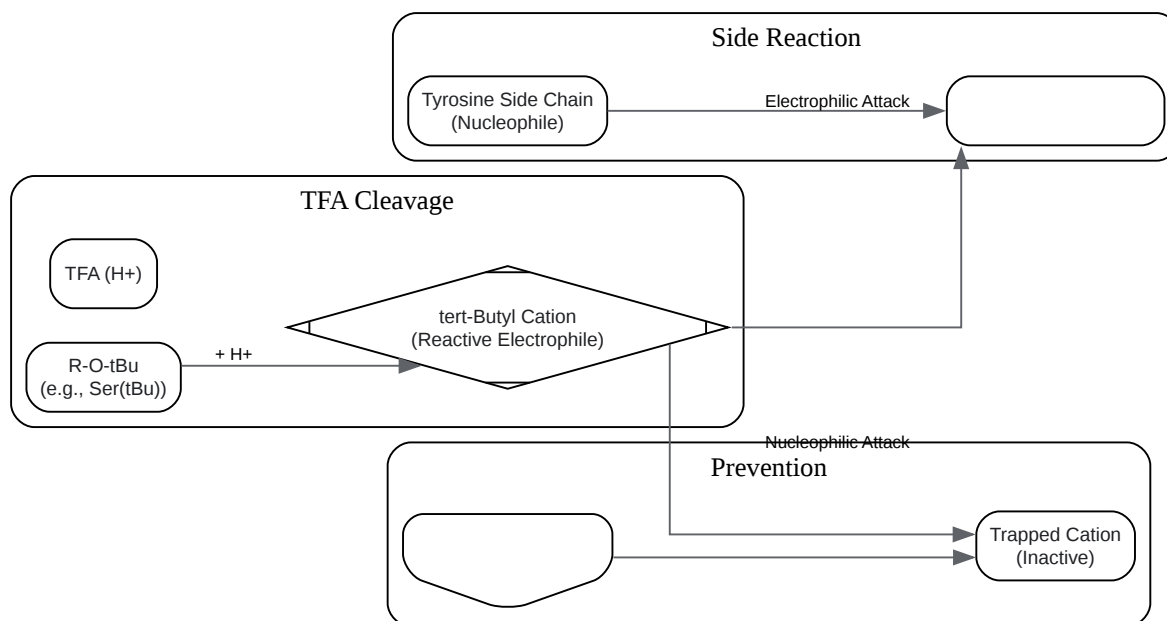 Side Reaction
Tyrosine Side Chain
(Nucleophile)
Electrophilic Attack
TFA Cleavage
TFA (H+)
tert-Butyl Cation
(Reactive Electrophile)
R-O-tBu
(e.g., Ser(tBu))
+ H+
Nucleophilic Attack
Prevention
Trapped Cation
(Inactive)